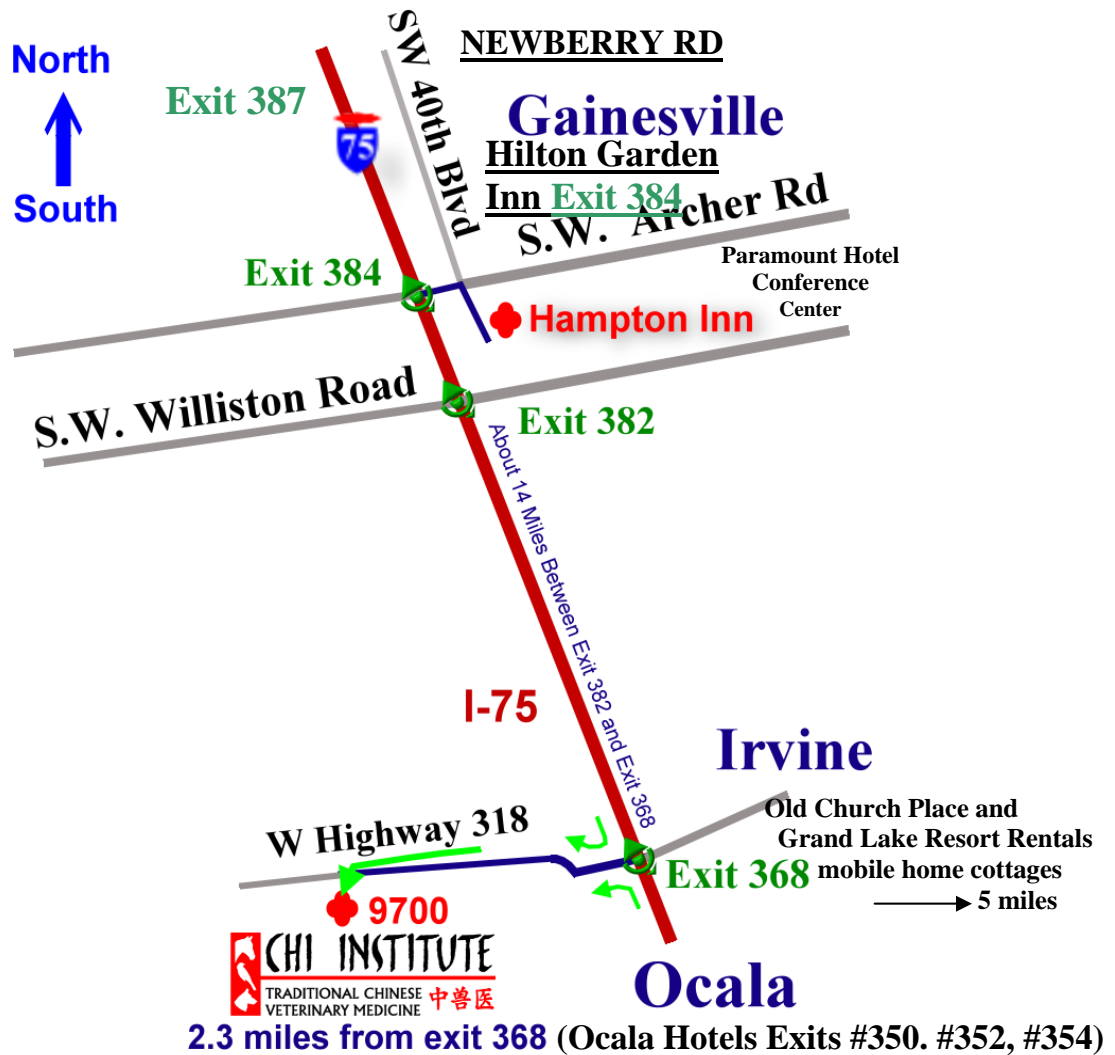 North
South
Exit 387
75
SW 40th Blvd
NEWBERRY RD
Gainesville
Hilton Garden
Inn Exit 384
S.W. Archer Rd
Exit 384
Paramount Hotel
Conference
Center
Hampton Inn
S.W. Williston Road
Exit 382
About 14 Miles Between Exit 382 and Exit 368
I-75
Irvine
W Highway 318
Old Church Place and
Grand Lake Resort Rentals
mobile home cottages
5 miles
Exit 368
9700
CHI INSTITUTE
TRADITIONAL CHINESE
VETERINARY MEDICINE 中兽医
Ocala
2.3 miles from exit 368 (Ocala Hotels Exits #350. #352, #354)